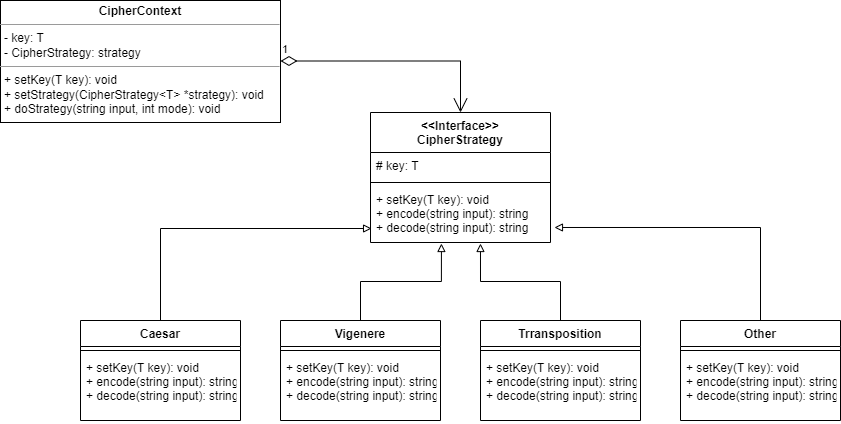 CipherContext
- key: T
- CipherStrategy: strategy
+ setKey(T key): void
+ setStrategy(CipherStrategy<T> *strategy): void
+ doStrategy(string input, int mode): void
1
<<Interface>>
CipherStrategy
# key: T
+ setKey(T key): void
+ encode(string input): string
+ decode(string input): string
Caesar
+ setKey(T key): void
+ encode(string input): string
+ decode(string input): string
Vigenere
+ setKey(T key): void
+ encode(string input): string
+ decode(string input): string
Trransposition
+ setKey(T key): void
+ encode(string input): string
+ decode(string input): string
Other
+ setKey(T key): void
+ encode(string input): string
+ decode(string input): string